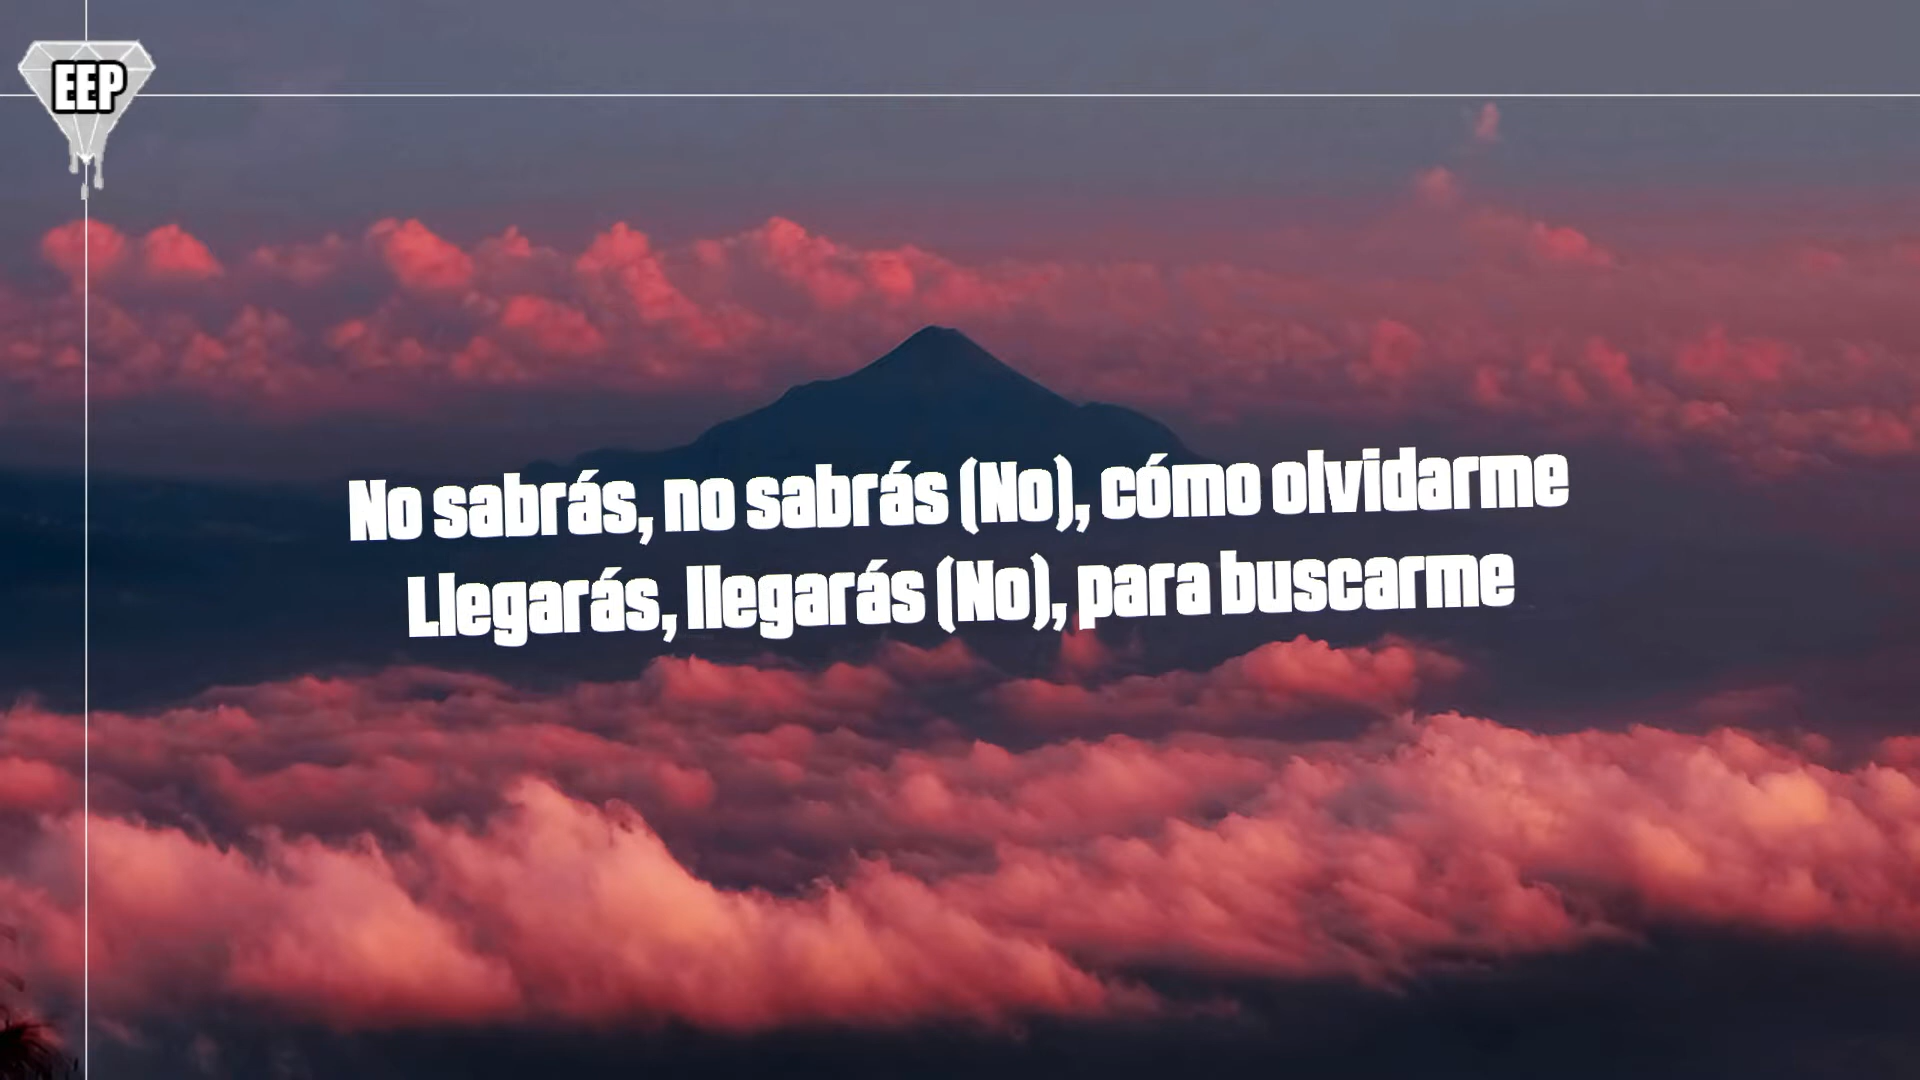 EEP
No sabrás, no sabrás (No), cómo olvidarme
Llegarás, llegarás (No), para buscarme